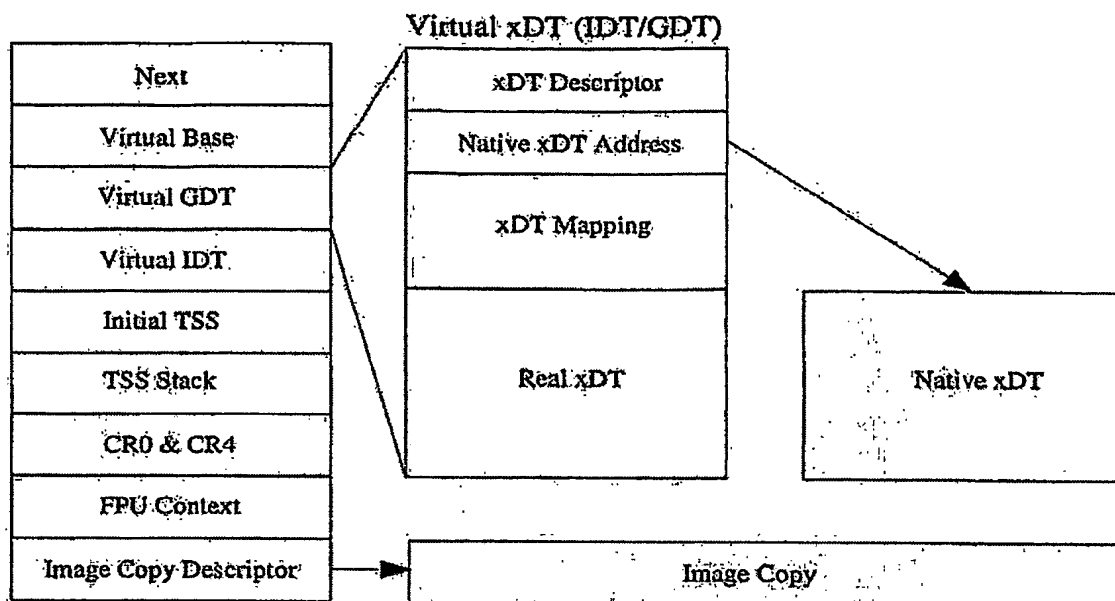 Virtual xDT (IDT/GDT)
Next
Virtual Base
Virtual GDT
Virtual IDT
Initial TSS
TSS Stack
CR0 & CR4
FPU Context
Image Copy Descriptor
xDT Descriptor
Native xDT Address
xDT Mapping
Real xDT
Native xDT
Image Copy